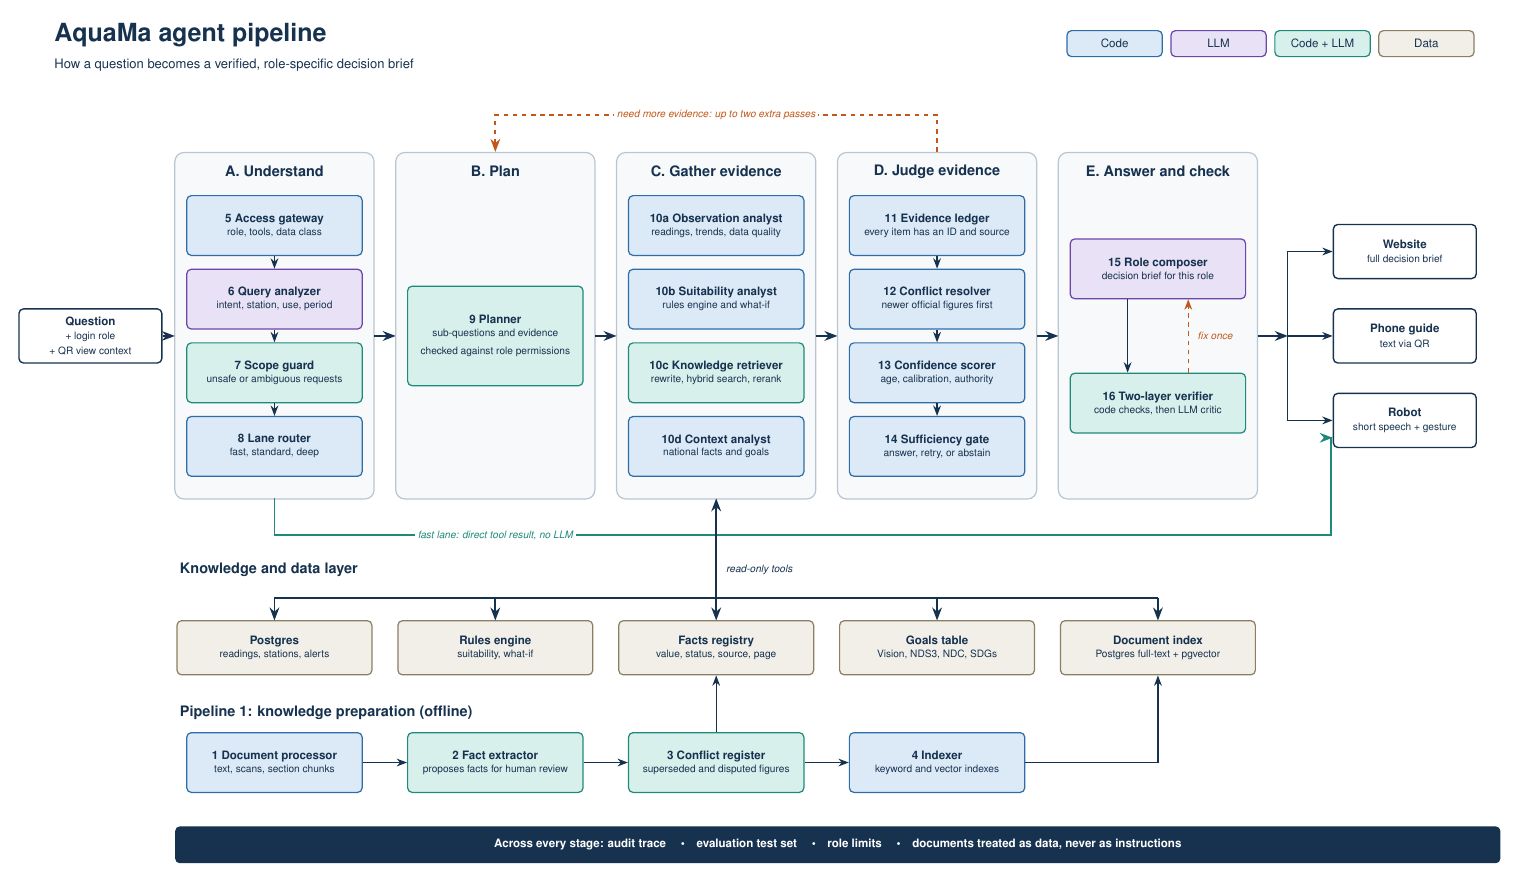 AquaMa agent pipeline
How a question becomes a verified, role-specific decision brief
Code
LLM
Code + LLM
Data
need more evidence: up to two extra passes
Question
+ login role
+ QR view context
A. Understand
5 Access gateway
role, tools, data class
6 Query analyzer
intent, station, use, period
7 Scope guard
unsafe or ambiguous requests
8 Lane router
fast, standard, deep
B. Plan
9 Planner
sub-questions and evidence
checked against role permissions
C. Gather evidence
10a Observation analyst
readings, trends, data quality
10b Suitability analyst
rules engine and what-if
10c Knowledge retriever
rewrite, hybrid search, rerank
10d Context analyst
national facts and goals
D. Judge evidence
11 Evidence ledger
every item has an ID and source
12 Conflict resolver
newer official figures first
13 Confidence scorer
age, calibration, authority
14 Sufficiency gate
answer, retry, or abstain
E. Answer and check
15 Role composer
decision brief for this role
fix once
16 Two-layer verifier
code checks, then LLM critic
Website
full decision brief
Phone guide
text via QR
Robot
short speech + gesture
fast lane: direct tool result, no LLM
Knowledge and data layer
read-only tools
Postgres
readings, stations, alerts
Rules engine
suitability, what-if
Facts registry
value, status, source, page
Goals table
Vision, NDS3, NDC, SDGs
Document index
Postgres full-text + pgvector
Pipeline 1: knowledge preparation (offline)
1 Document processor
text, scans, section chunks
2 Fact extractor
proposes facts for human review
3 Conflict register
superseded and disputed figures
4 Indexer
keyword and vector indexes
Across every stage: audit trace • evaluation test set • role limits • documents treated as data, never as instructions